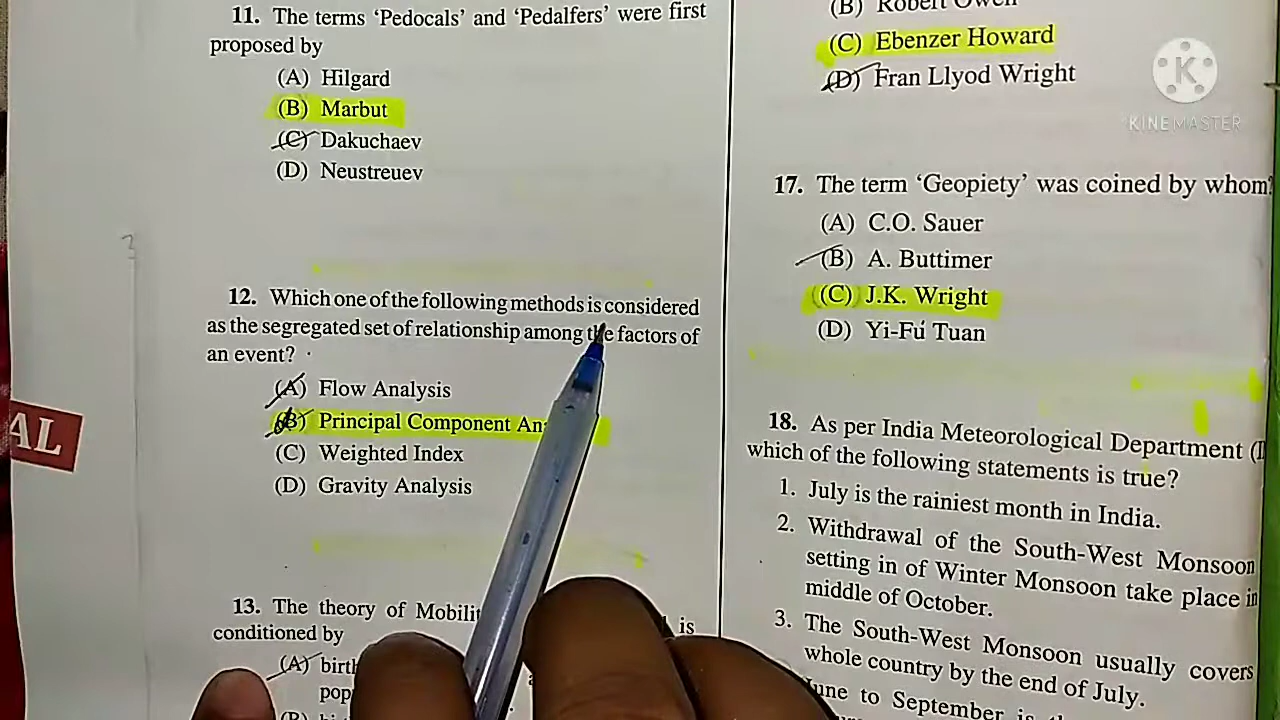 11. The terms ‘Pedocals’ and ‘Pedalfers’ were first
proposed by
(A) Hilgard
(B) Marbut
(C) Dakuchaev
(D) Neustreuev
12. Which one of the following methods is considered
as the segregated set of relationship among the factors of
an event?
(A) Flow Analysis
(B) Principal Component
(C) Weighted Index
(D) Gravity Analysis
13. The theory of is
conditioned by
(A)
AL
(B) Robert Owen
(C) Ebenzer Howard
(D) Fran Llyod Wright
KINEMASTER
17. The term ‘Geopiety’ was coined by whom?
(A) C.O. Sauer
(B) A. Buttimer
(C) J.K. Wright
(D) Yi-Fu Tuan
18. As per India Meteorological Department
which of the following statements is true?
1. July is the rainiest month in India.
2. Withdrawal of the South-West Monsoon
setting in of Winter Monsoon take place in
middle of October.
3. The South-West Monsoon usually covers
whole country by the end of July.
June to September is